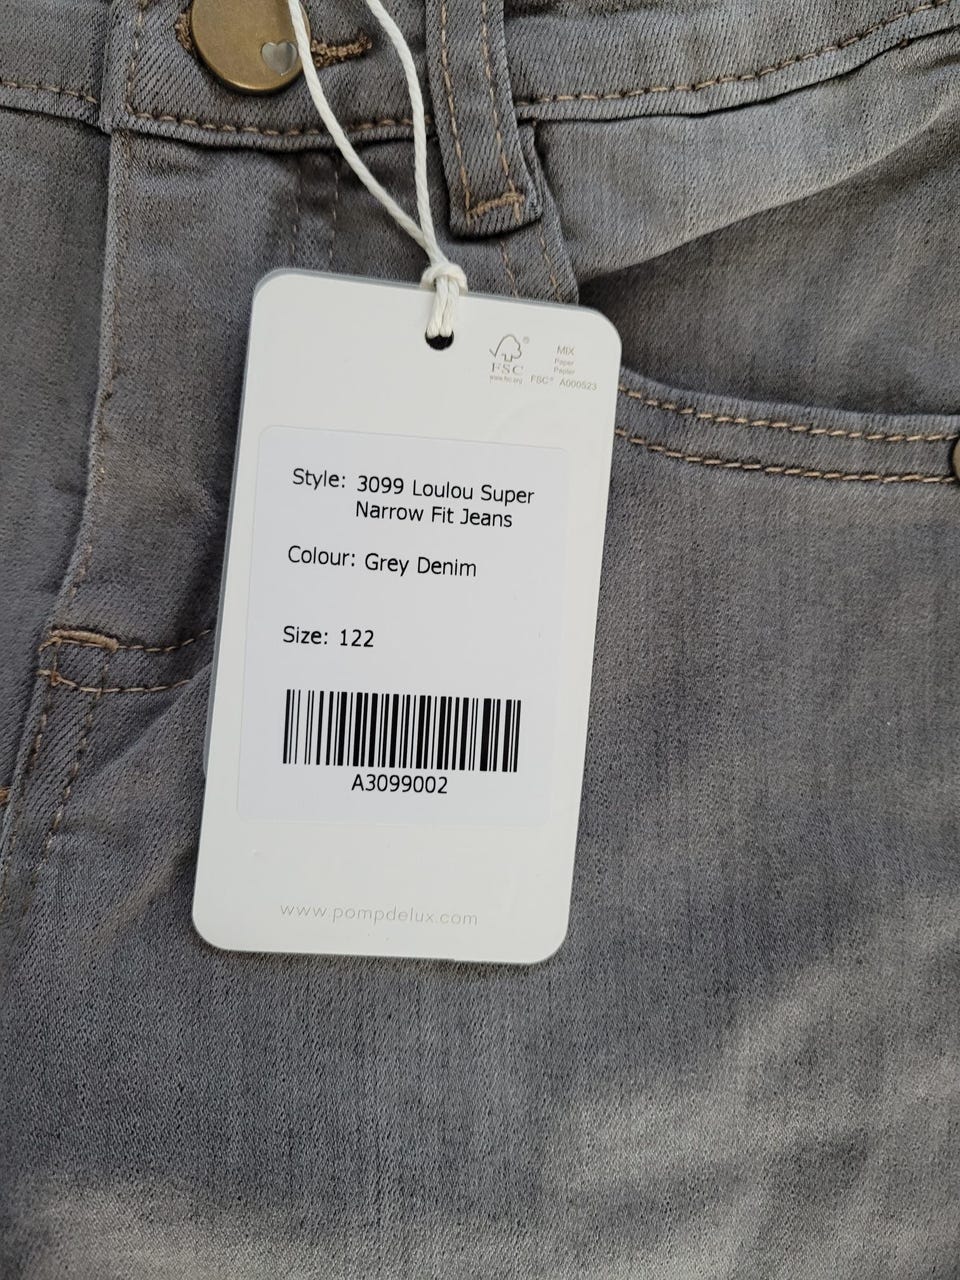 FSC®
www.fsc.org
MIX
Paper
Papier
FSC® A000523
Style: 3099 Loulou Super
Narrow Fit Jeans
Colour: Grey Denim
Size: 122
A3099002
www.pompdelux.com